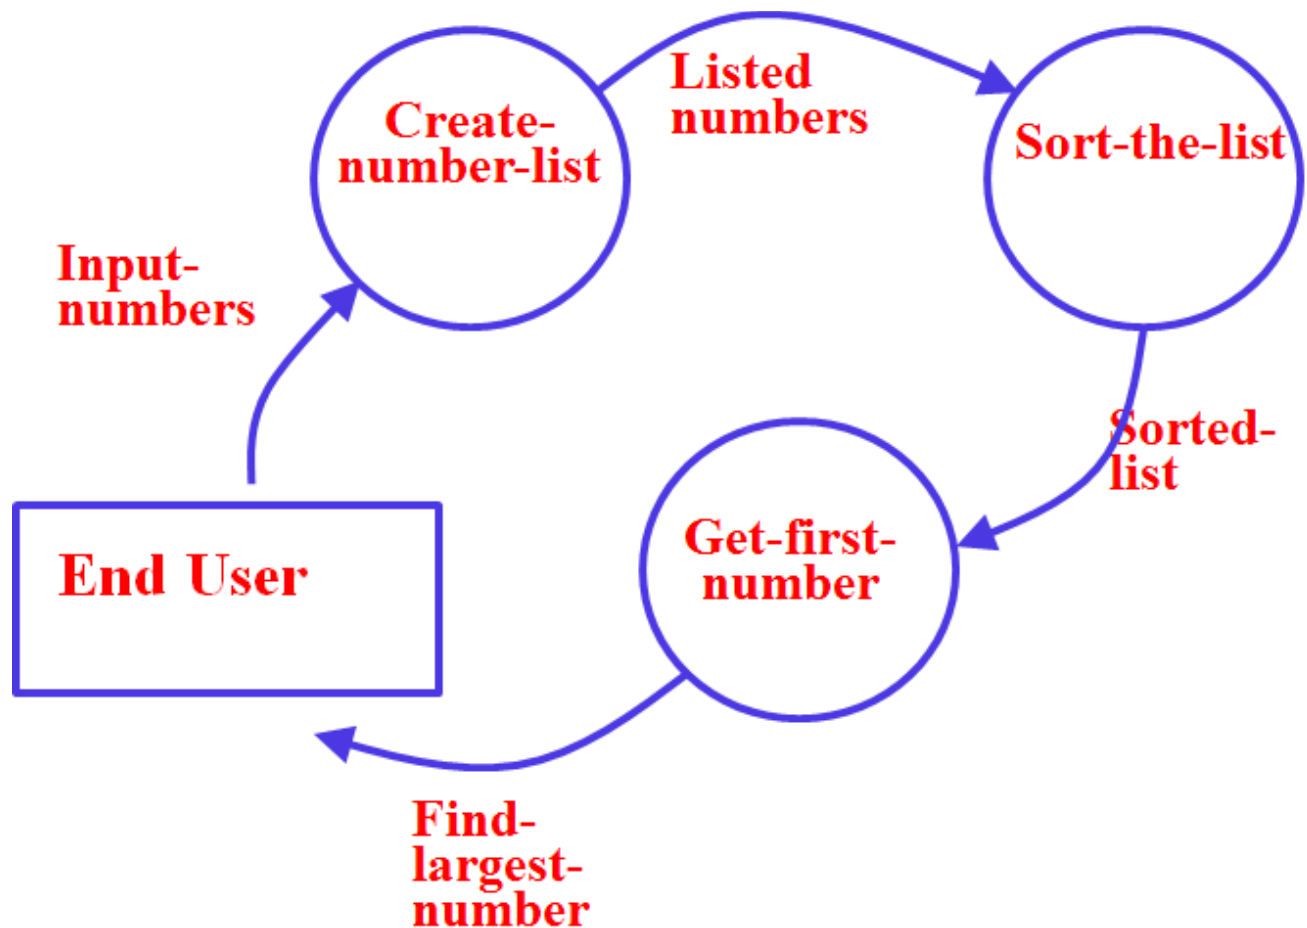 Create-
number-list
Listed
numbers
Sort-the-list
Input-
numbers
Sorted-
list
Get-first-
number
End User
Find-
largest-
number